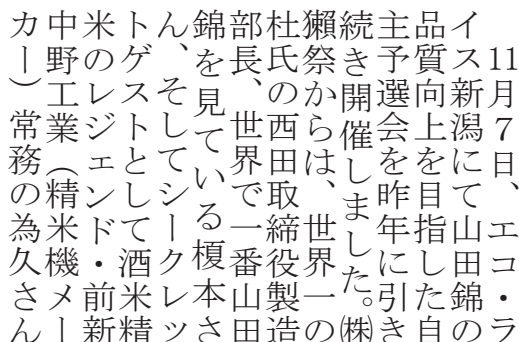 11月7日、エコ・ラ
イス新潟にて山田錦の
品質向上を目指した自
主予選会を昨年に引き
続き開催しました。㈱
獺祭からは、世界一の
杜氏の西田取締役製造
部長、世界で一番山田
錦を見ている榎本さ
ん、そしてシークレッ
トゲストとして酒米精
米のレジェンド・前新
中野工業（精米機メー
カー）常務の為久さん